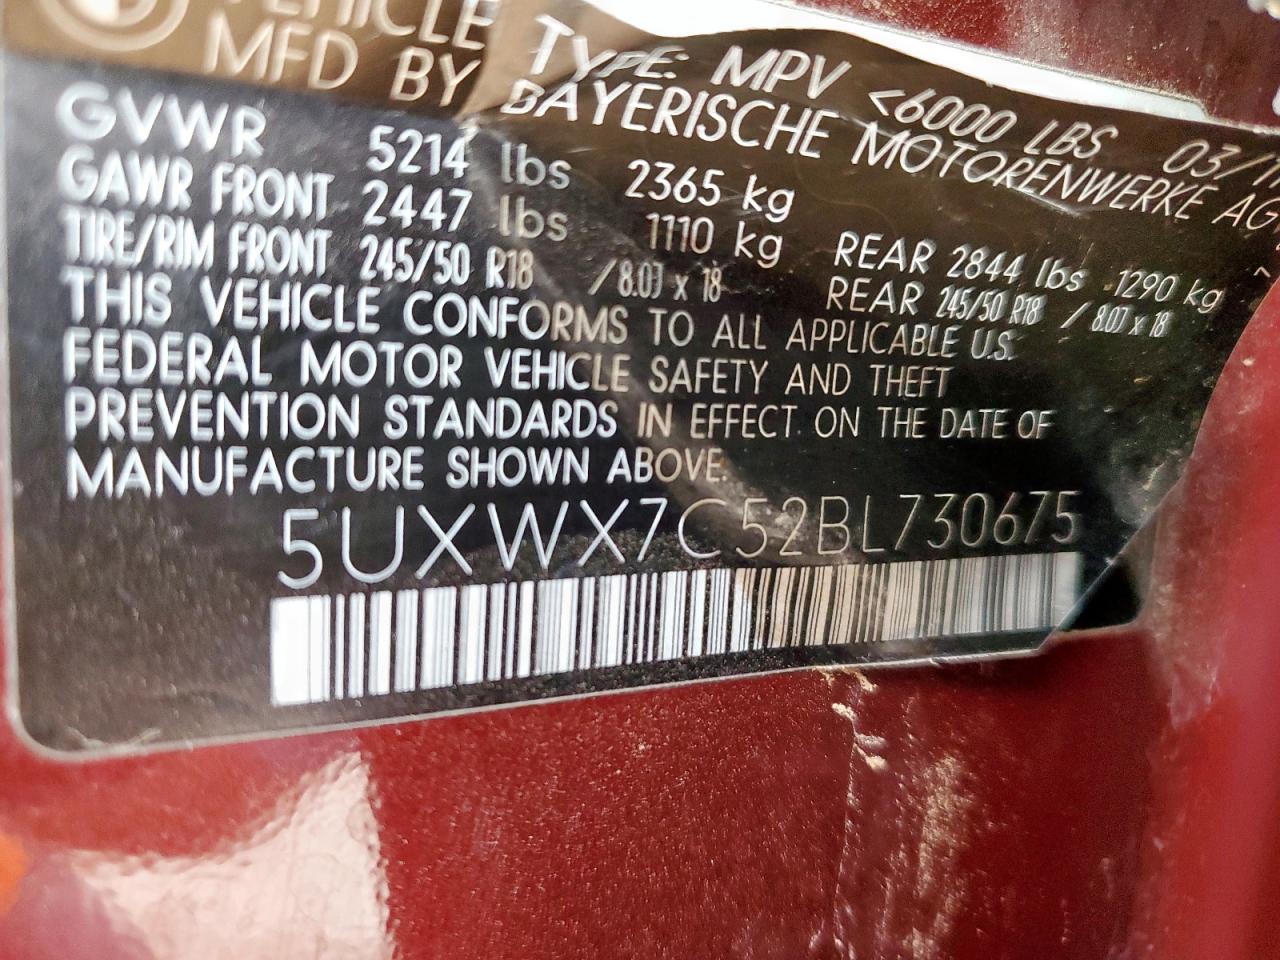 VEHICLE TYPE: MPV <6000 LBS 03/11
MFD BY BAYERISCHE MOTORENWERKE AG
GVWR 5214 lbs 2365 kg
GAWR FRONT 2447 lbs 1110 kg REAR 2844 lbs 1290 kg
TIRE/RIM FRONT 245/50 R18 / 8.0J x 18 REAR 245/50 R18 / 8.0J x 18
THIS VEHICLE CONFORMS TO ALL APPLICABLE U.S.
FEDERAL MOTOR VEHICLE SAFETY AND THEFT
PREVENTION STANDARDS IN EFFECT ON THE DATE OF
MANUFACTURE SHOWN ABOVE.
5UXWX7C52BL730675